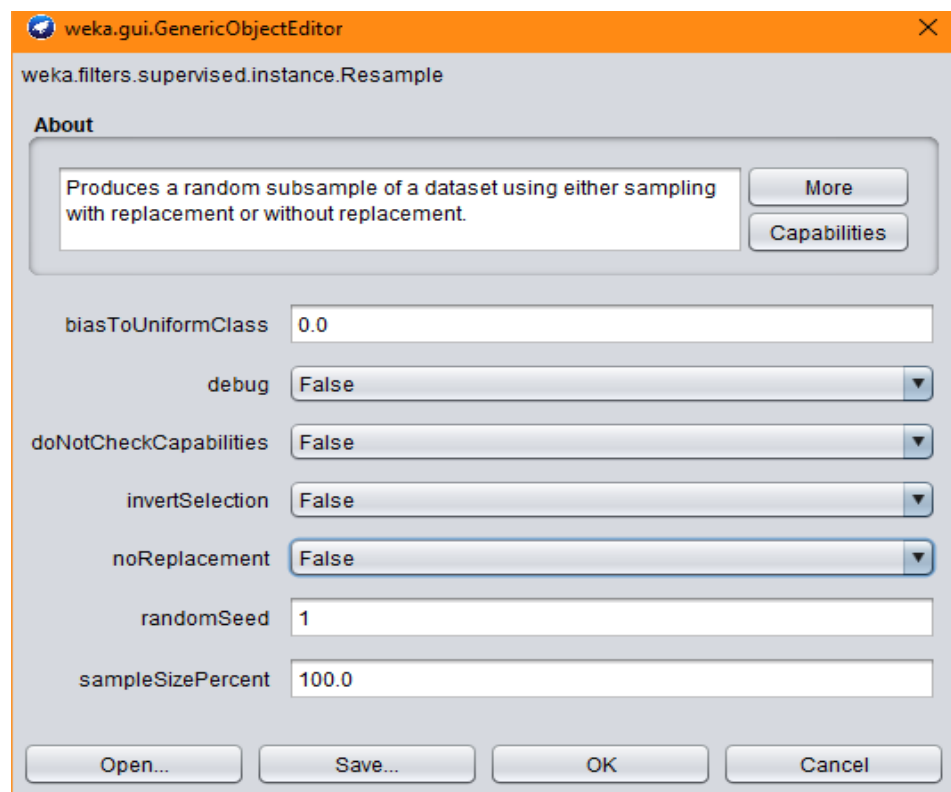 weka.gui.GenericObjectEditor
weka.filters.supervised.instance.Resample
About
Produces a random subsample of a dataset using either sampling
with replacement or without replacement.
More
Capabilities
biasToUniformClass 0.0
debug False
doNotCheckCapabilities False
invertSelection False
noReplacement False
randomSeed 1
sampleSizePercent 100.0
Open... Save... OK Cancel